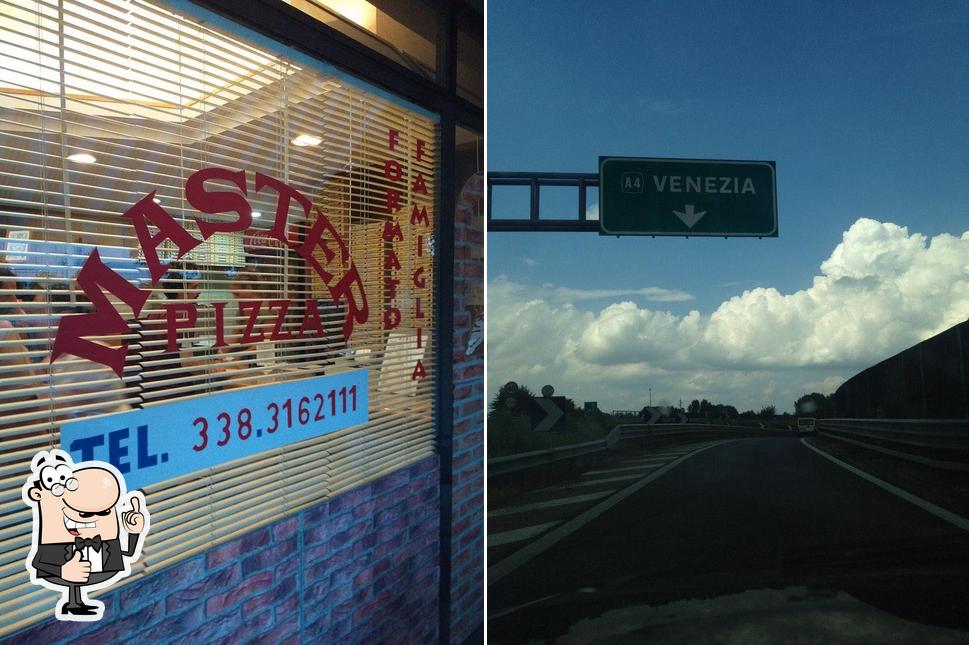 MASTER
PIZZA
FORMATO
FAMIGLIA
TEL. 338.3162111
A4 VENEZIA